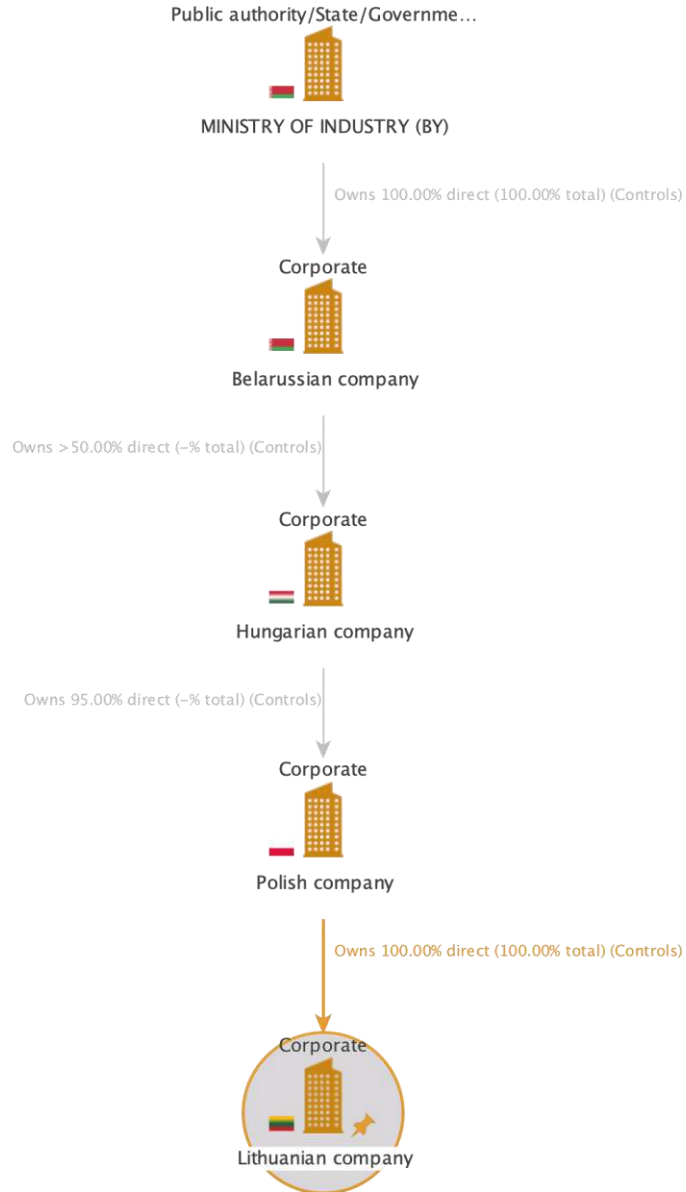 Public authority/State/Governme...
MINISTRY OF INDUSTRY (BY)
Owns 100.00% direct (100.00% total) (Controls)
Corporate
Belarussian company
Owns >50.00% direct (-% total) (Controls)
Corporate
Hungarian company
Owns 95.00% direct (-% total) (Controls)
Corporate
Polish company
Owns 100.00% direct (100.00% total) (Controls)
Corporate
Lithuanian company